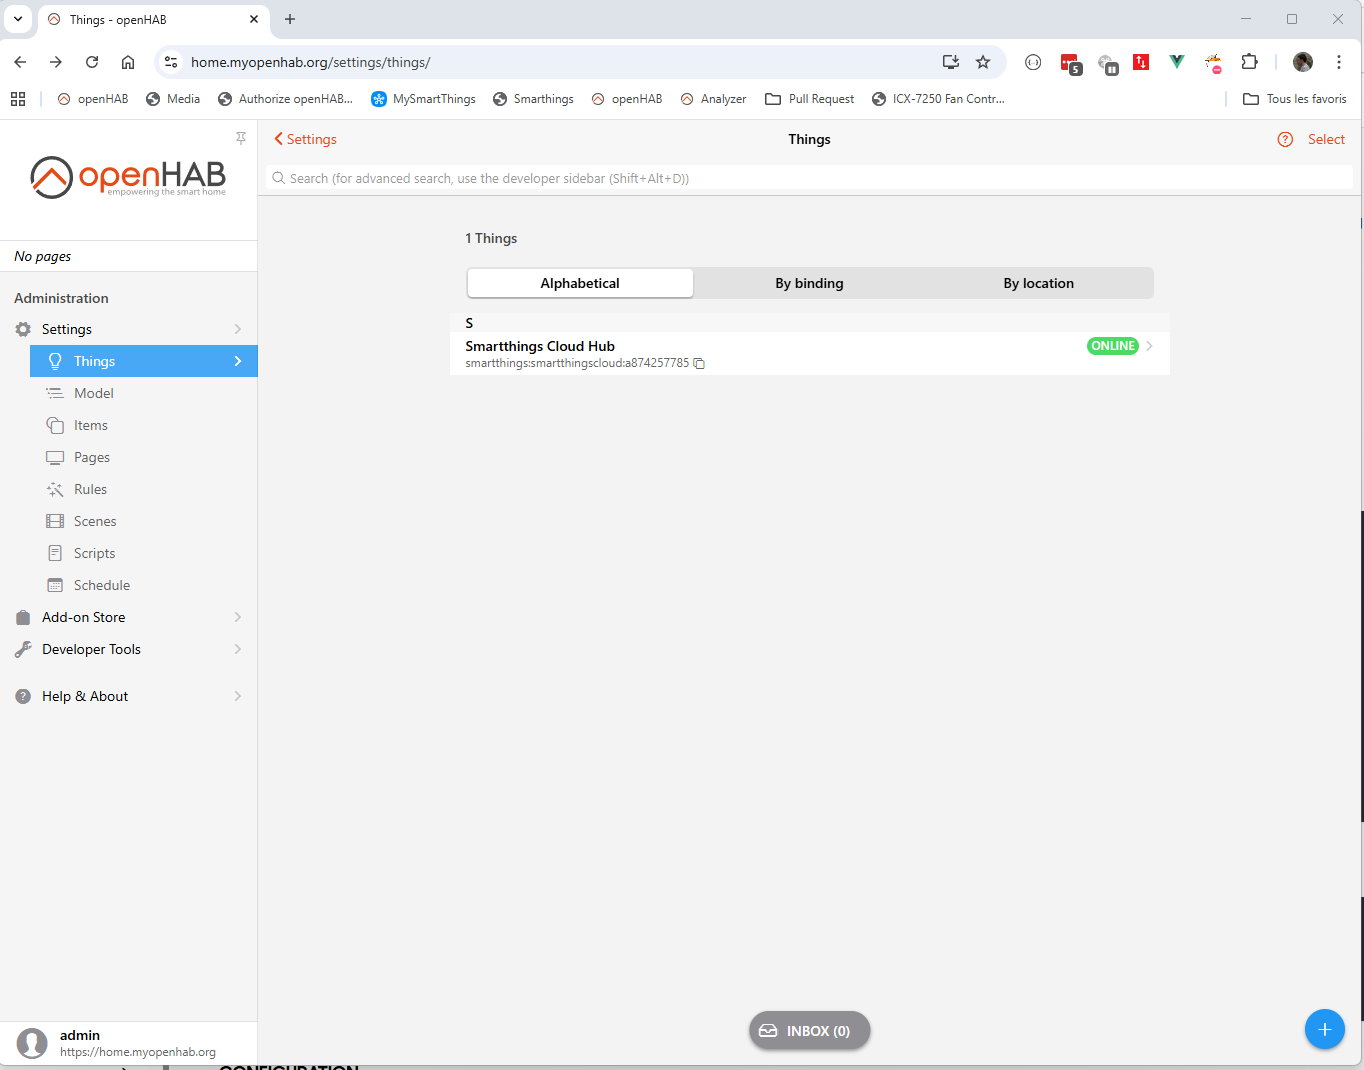 Things - openHAB
home.myopenhab.org/settings/things/
5
openHAB
Media
Authorize openHAB...
MySmartThings
Smarthings
openHAB
Analyzer
Pull Request
ICX-7250 Fan Contr...
Tous les favoris
openHAB
empowering the smart home
No pages
Administration
Settings
Things
Model
Items
Pages
Rules
Scenes
Scripts
Schedule
Add-on Store
Developer Tools
Help & About
admin
https://home.myopenhab.org
Settings
Things
Select
Search (for advanced search, use the developer sidebar (Shift+Alt+D))
1 Things
Alphabetical
By binding
By location
S
Smartthings Cloud Hub
ONLINE
smartthings:smartthingscloud:a874257785
INBOX (0)
CONFIGURATION